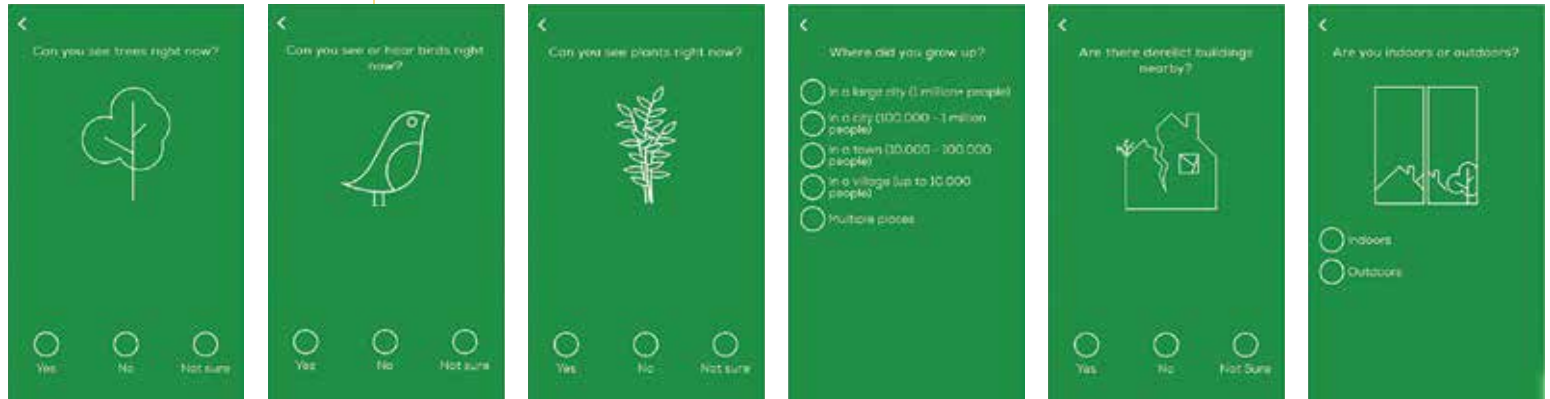 Can you see trees right now?
Yes
No
Not sure
Can you see or hear birds right
now?
Yes
No
Not sure
Can you see plants right now?
Yes
No
Not sure
Where did you grow up?
In a large city (1 million+ people)
In a city (100.000 - 1 million
people)
In a town (10.000 - 100.000
people)
In a village (up to 10.000
people)
Multiple places
Are there derelict buildings
nearby?
Yes
No
Not Sure
Are you indoors or outdoors?
Indoors
Outdoors